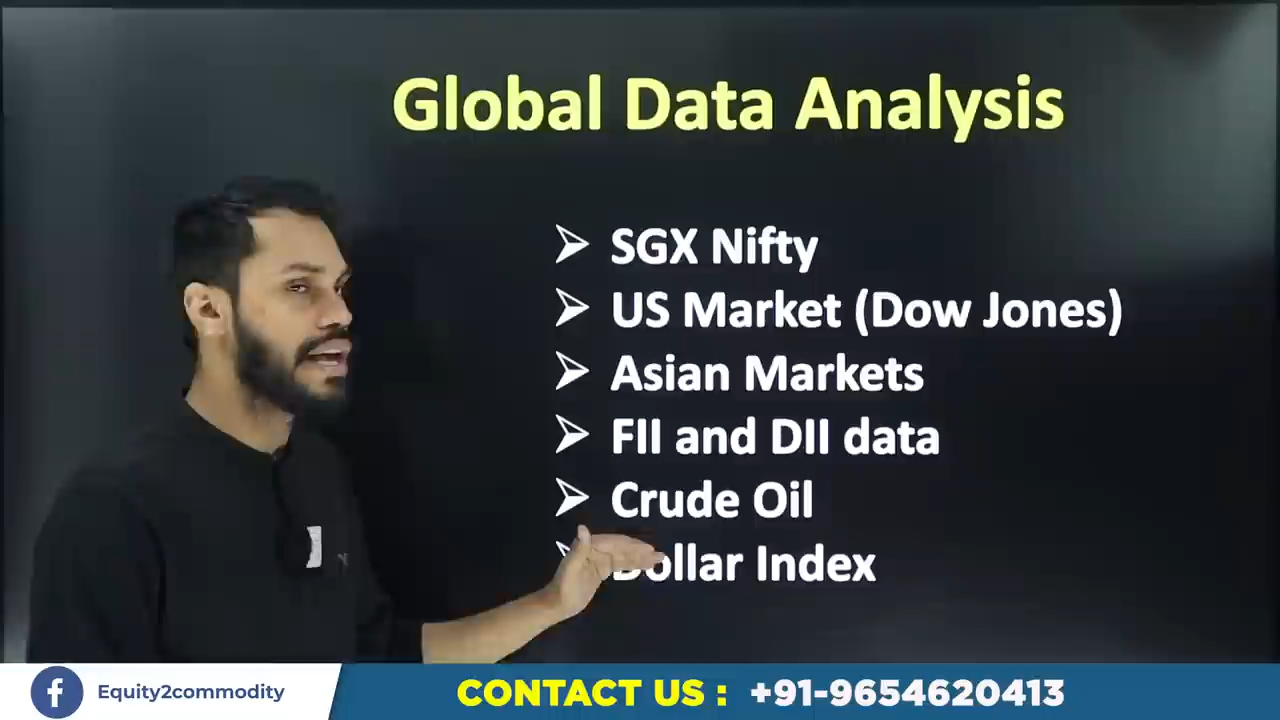 Global Data Analysis
➢ SGX Nifty
➢ US Market (Dow Jones)
➢ Asian Markets
➢ FII and DII data
➢ Crude Oil
➢ Dollar Index
f Equity2commodity
CONTACT US : +91-9654620413